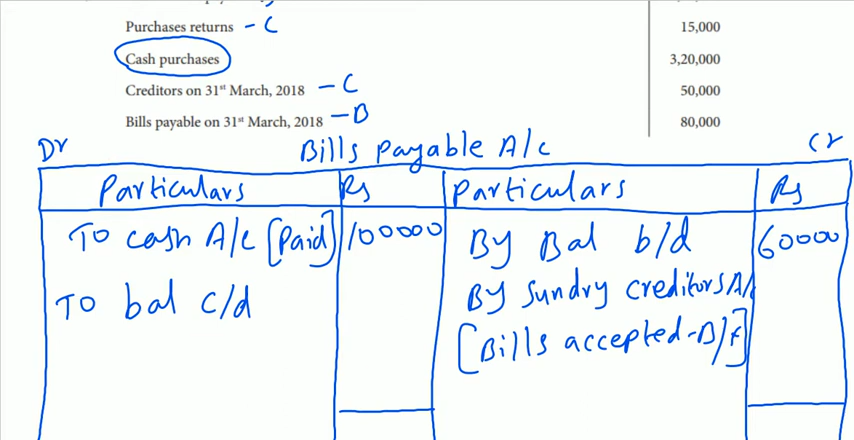 Purchases returns - C 15,000
Cash purchases 3,20,000
Creditors on 31st March, 2018 - C 50,000
Bills payable on 31st March, 2018 - B 80,000
Dr Bills payable A/c Cr
Particulars Rs Particulars Rs
To cash A/c [Paid] 100000 By Bal b/d 60000
To bal c/d By Sundry creditors A/
[Bills accepted-B/f]